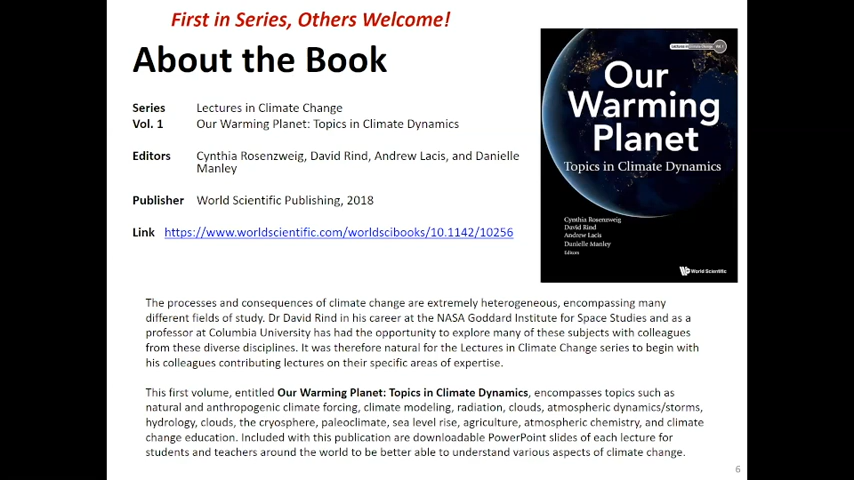 First in Series, Others Welcome!
About the Book
Series Lectures in Climate Change
Vol. 1 Our Warming Planet: Topics in Climate Dynamics
Editors Cynthia Rosenzweig, David Rind, Andrew Lacis, and Danielle
Manley
Publisher World Scientific Publishing, 2018
Link https://www.worldscientific.com/worldscibooks/10.1142/10256
Our
Warming
Planet
Topics in Climate Dynamics
Cynthia Rosenzweig
David Rind
Andrew Lacis
Danielle Manley
Editors
World Scientific
The processes and consequences of climate change are extremely heterogeneous, encompassing many
different fields of study. Dr David Rind in his career at the NASA Goddard Institute for Space Studies and as a
professor at Columbia University has had the opportunity to explore many of these subjects with colleagues
from these diverse disciplines. It was therefore natural for the Lectures in Climate Change series to begin with
his colleagues contributing lectures on their specific areas of expertise.
This first volume, entitled Our Warming Planet: Topics in Climate Dynamics, encompasses topics such as
natural and anthropogenic climate forcing, climate modeling, radiation, clouds, atmospheric dynamics/storms,
hydrology, clouds, the cryosphere, paleoclimate, sea level rise, agriculture, atmospheric chemistry, and climate
change education. Included with this publication are downloadable PowerPoint slides of each lecture for
students and teachers around the world to be better able to understand various aspects of climate change.
6